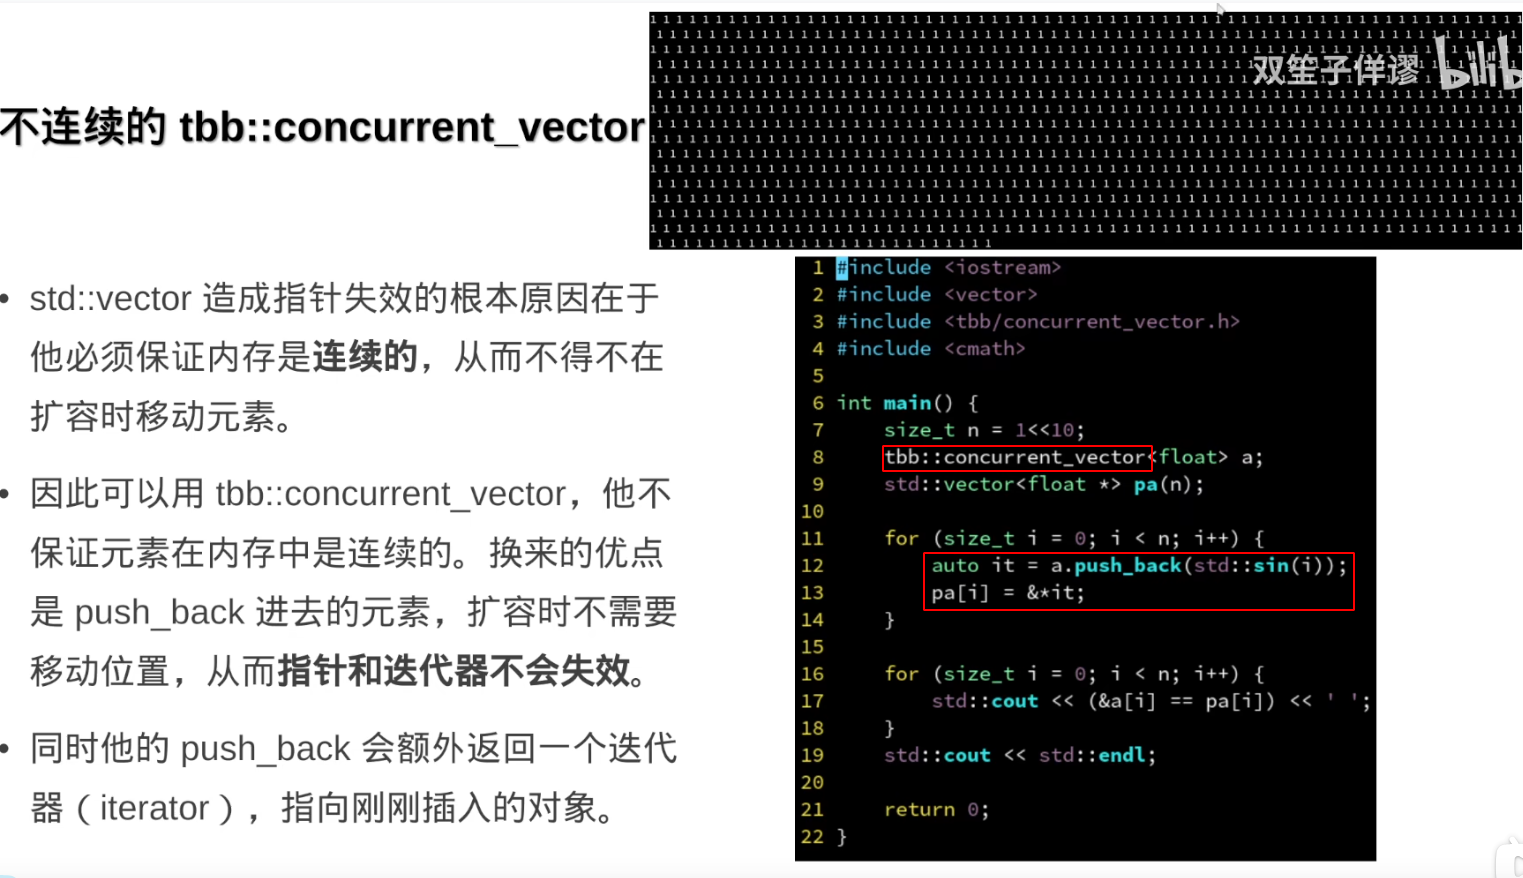 双笙子佯谬 bilib
不连续的 tbb::concurrent_vector
• std::vector 造成指针失效的根本原因在于
他必须保证内存是连续的，从而不得不在
扩容时移动元素。
• 因此可以用 tbb::concurrent_vector，他不
保证元素在内存中是连续的。换来的优点
是 push_back 进去的元素，扩容时不需要
移动位置，从而指针和迭代器不会失效。
• 同时他的 push_back 会额外返回一个迭代
器（iterator），指向刚刚插入的对象。
1 #include <iostream>
2 #include <vector>
3 #include <tbb/concurrent_vector.h>
4 #include <cmath>
5
6 int main() {
7     size_t n = 1<<10;
8     tbb::concurrent_vector<float> a;
9     std::vector<float *> pa(n);
10
11     for (size_t i = 0; i < n; i++) {
12         auto it = a.push_back(std::sin(i));
13         pa[i] = &*it;
14     }
15
16     for (size_t i = 0; i < n; i++) {
17         std::cout << (&a[i] == pa[i]) << ' ';
18     }
19     std::cout << std::endl;
20
21     return 0;
22 }